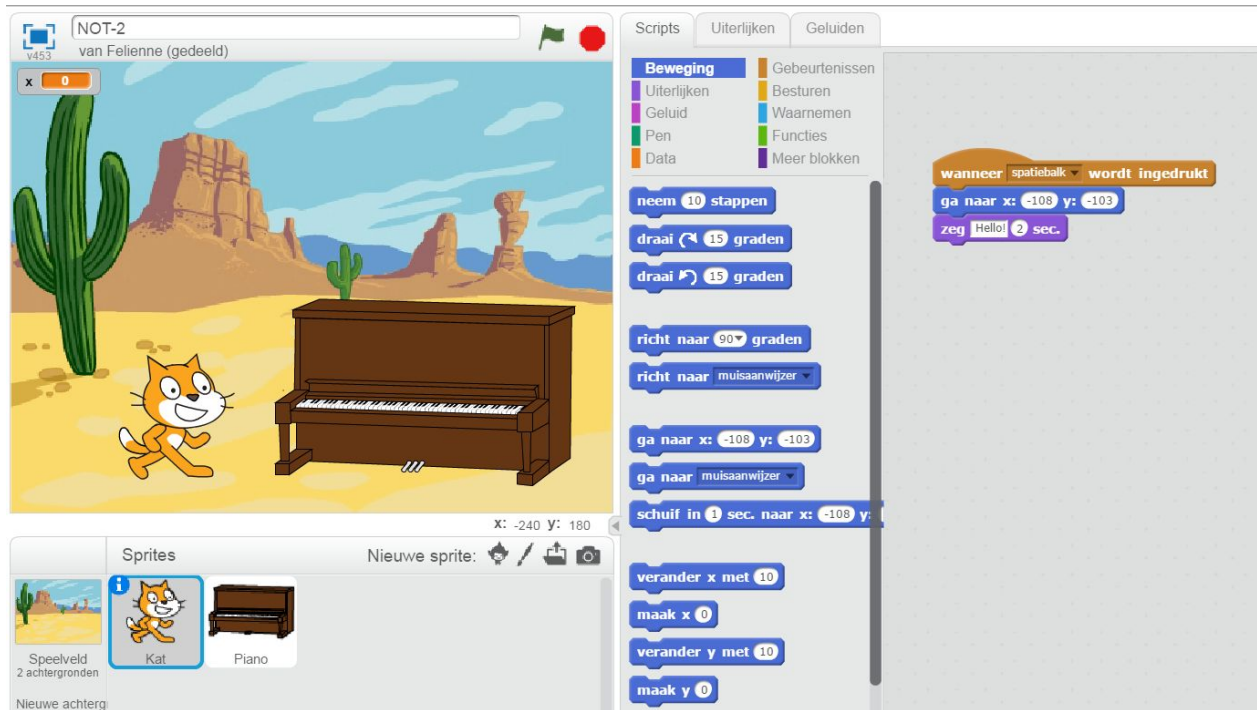 NOT-2
van Felienne (gedeeld)
v453
x 0
x: -240 y: 180
Sprites
Nieuwe sprite:
Speelveld
2 achtergronden
Nieuwe achterg
Kat
Piano
Scripts Uiterlijken Geluiden
Beweging Gebeurtenissen
Uiterlijken Besturen
Geluid Waarnemen
Pen Functies
Data Meer blokken
neem 10 stappen
draai 15 graden
draai 15 graden
richt naar 90 graden
richt naar muisaanwijzer
ga naar x: -108 y: -103
ga naar muisaanwijzer
schuif in 1 sec. naar x: -108 y:
verander x met 10
maak x 0
verander y met 10
maak y 0
wanneer spatiebalk wordt ingedrukt
ga naar x: -108 y: -103
zeg Hello! 2 sec.